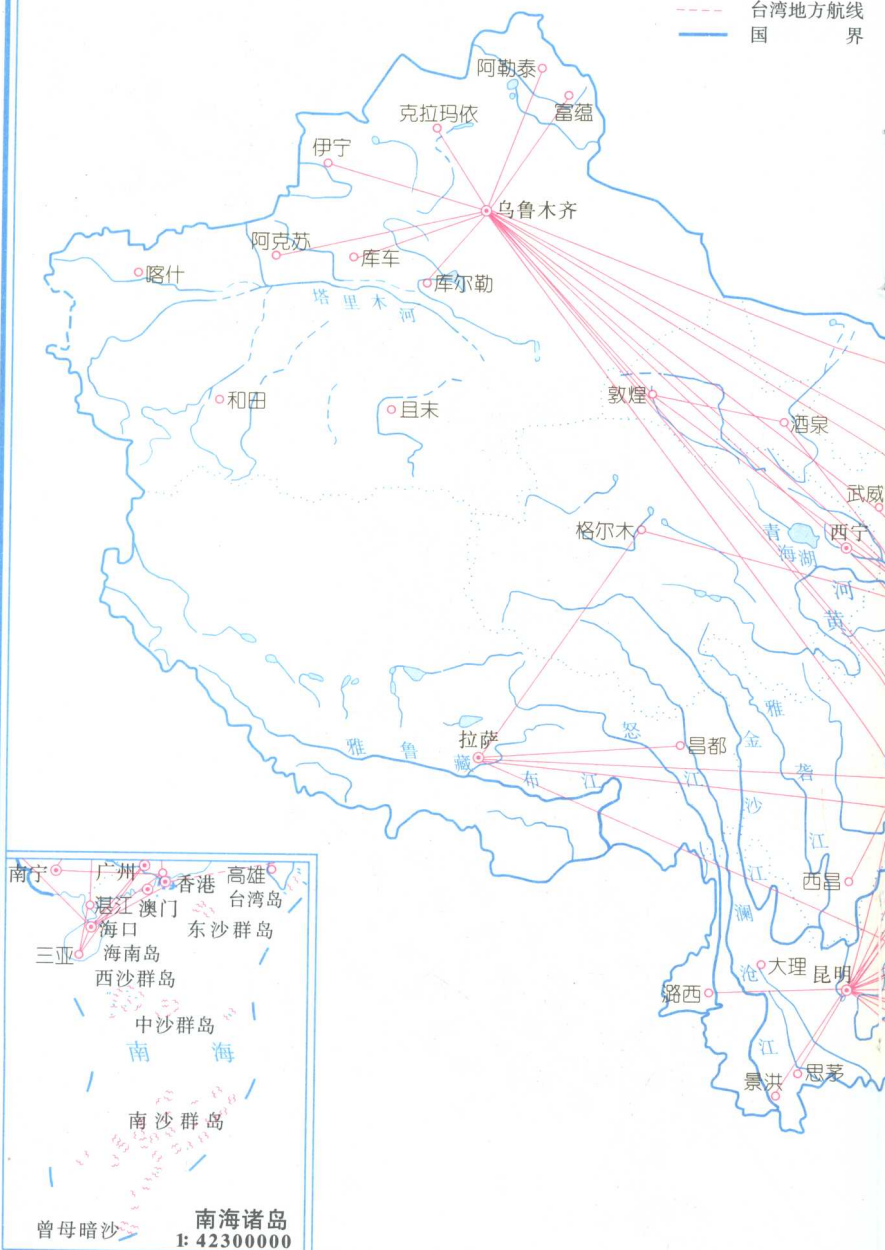 台湾地方航线
国 界
阿勒泰
富蕴
克拉玛依
伊宁
乌鲁木齐
阿克苏
库车
喀什
库尔勒
塔里木河
和田
且末
敦煌
酒泉
武威
格尔木
青海湖
西宁
黄河
拉萨
昌都
雅鲁藏布江
怒江
金沙江
雅砻江
澜沧江
西昌
大理
昆明
潞西
思茅
景洪
南宁
广州
香港
高雄
台湾岛
湛江
澳门
海口
东沙群岛
三亚
海南岛
西沙群岛
中沙群岛
南海
南沙群岛
曾母暗沙
南海诸岛
1: 42300000